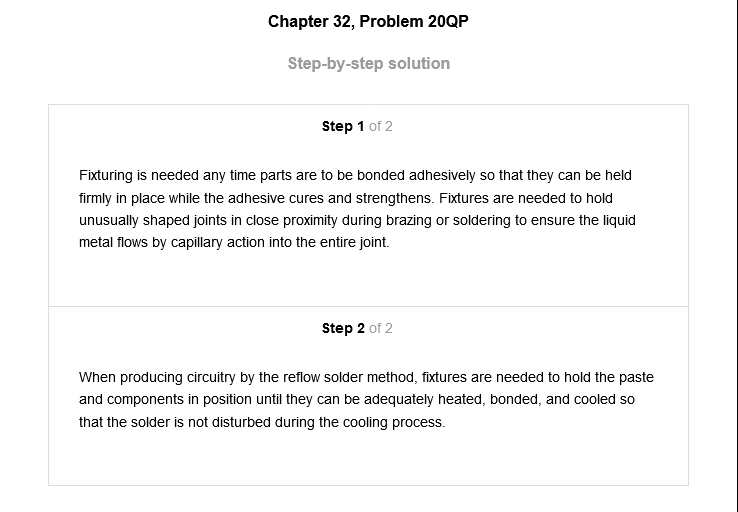 Chapter 32, Problem 20QP
Step-by-step solution
Step 1 of 2
Fixturing is needed any time parts are to be bonded adhesively so that they can be held
firmly in place while the adhesive cures and strengthens. Fixtures are needed to hold
unusually shaped joints in close proximity during brazing or soldering to ensure the liquid
metal flows by capillary action into the entire joint.
Step 2 of 2
When producing circuitry by the reflow solder method, fixtures are needed to hold the paste
and components in position until they can be adequately heated, bonded, and cooled so
that the solder is not disturbed during the cooling process.